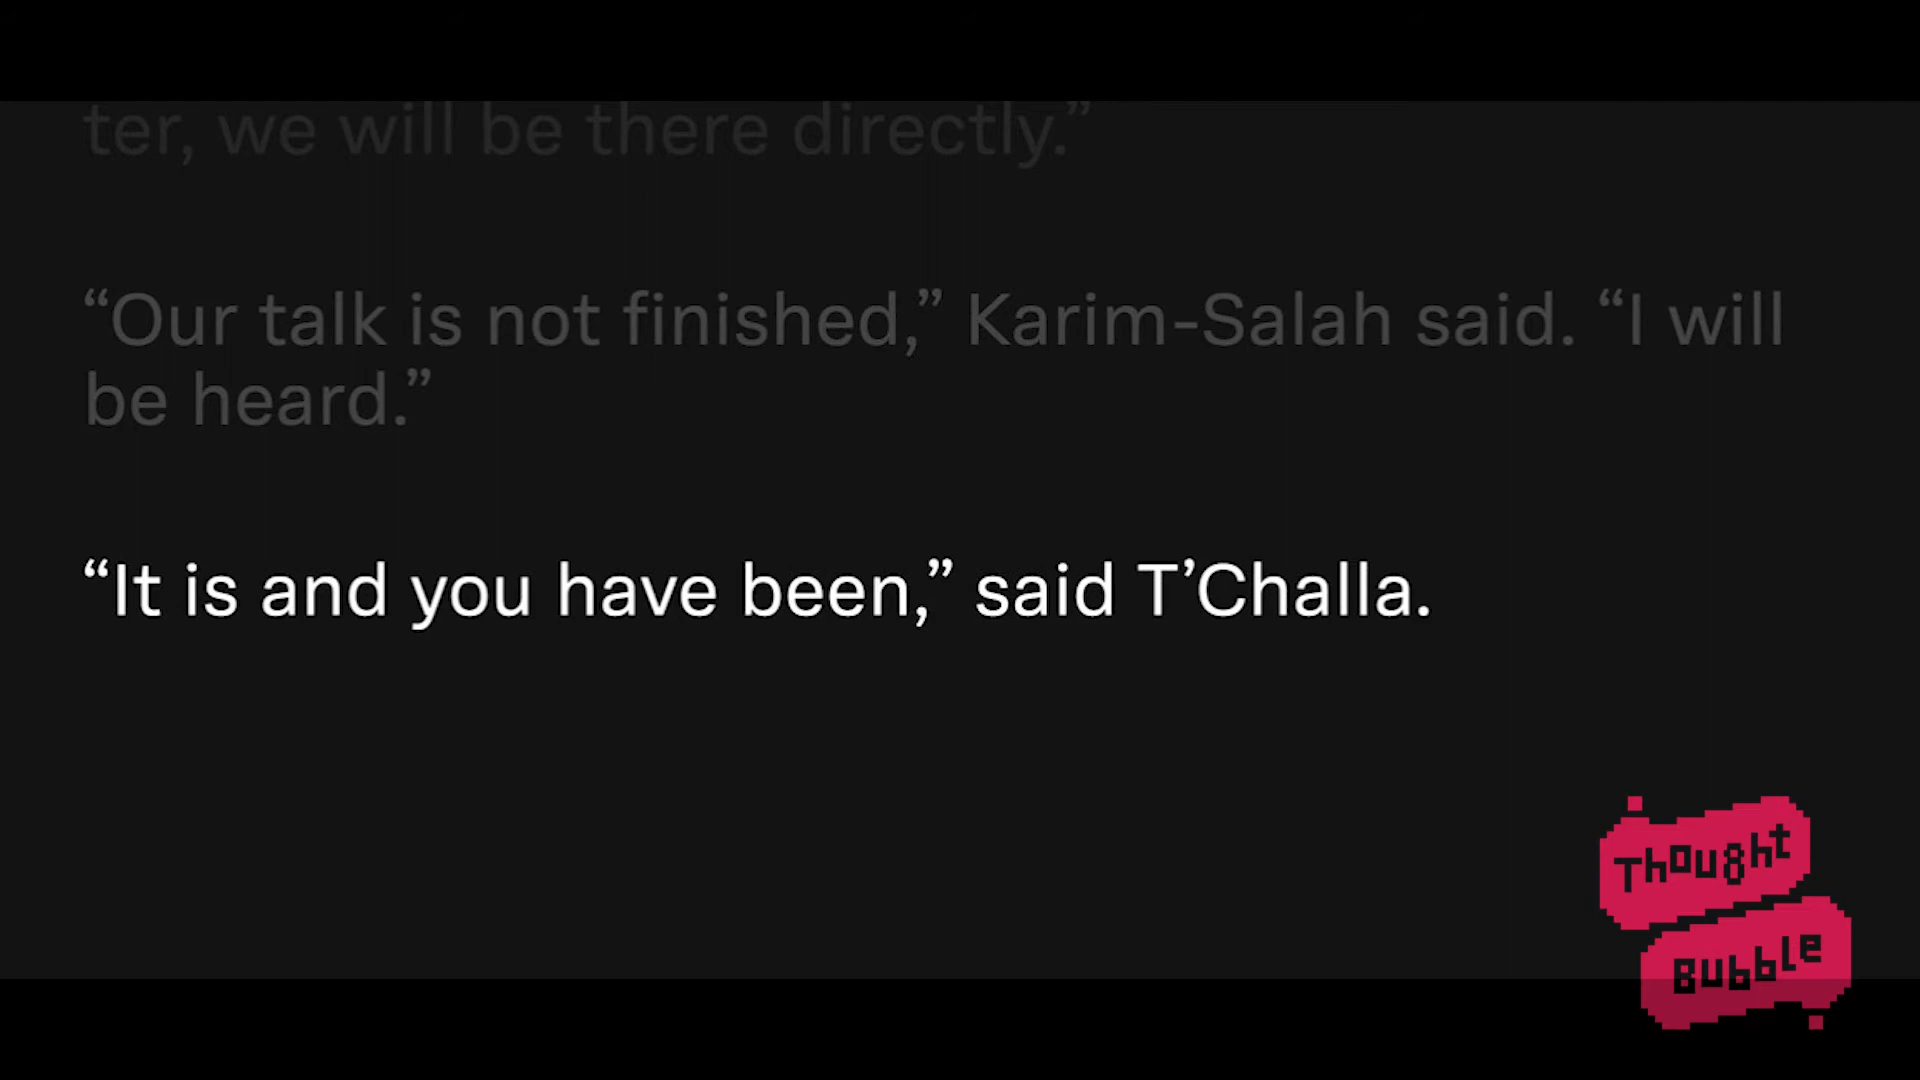 ter, we will be there directly.”
“Our talk is not finished,” Karim-Salah said. “I will
be heard.”
“It is and you have been,” said T’Challa.
Thou8ht
Bubble